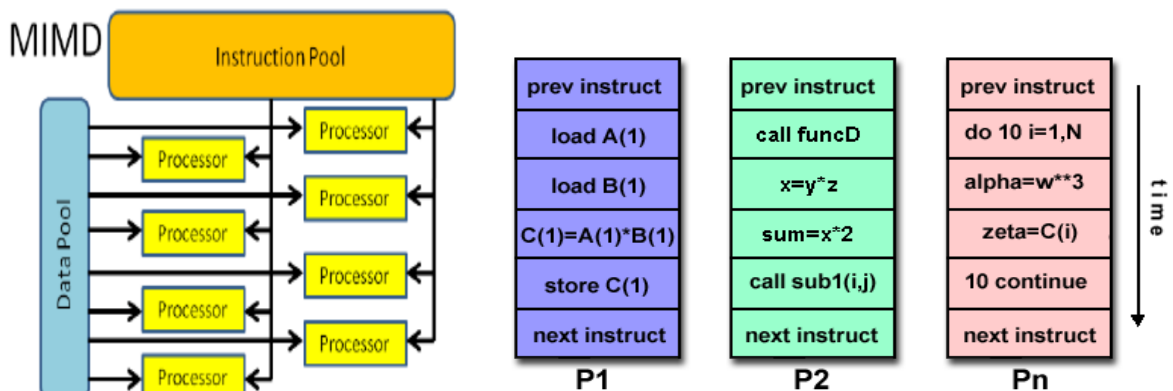 MIMD
Instruction Pool
Data Pool
Processor
Processor
Processor
Processor
Processor
Processor
Processor
Processor
prev instruct
load A(1)
load B(1)
C(1)=A(1)*B(1)
store C(1)
next instruct
P1
prev instruct
call funcD
x=y*z
sum=x*2
call sub1(i,j)
next instruct
P2
prev instruct
do 10 i=1,N
alpha=w**3
zeta=C(i)
10 continue
next instruct
Pn
time